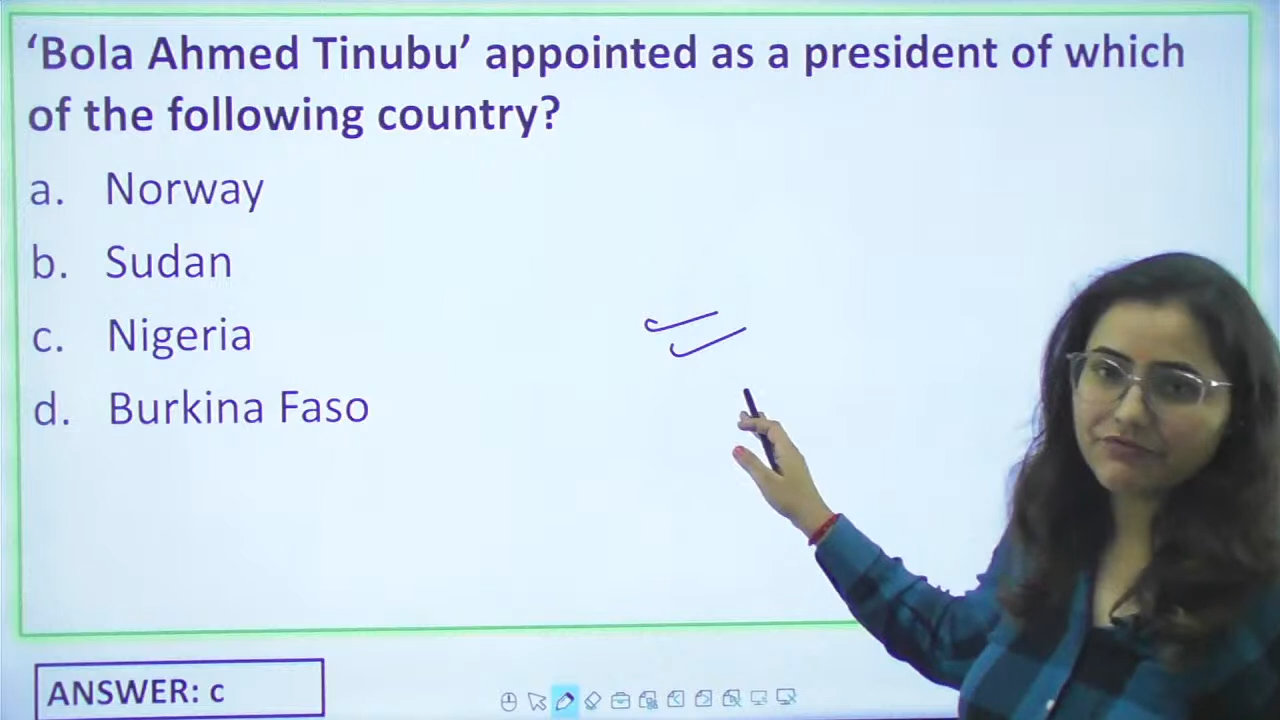 ‘Bola Ahmed Tinubu’ appointed as a president of which
of the following country?
a. Norway
b. Sudan
c. Nigeria
d. Burkina Faso
ANSWER: c